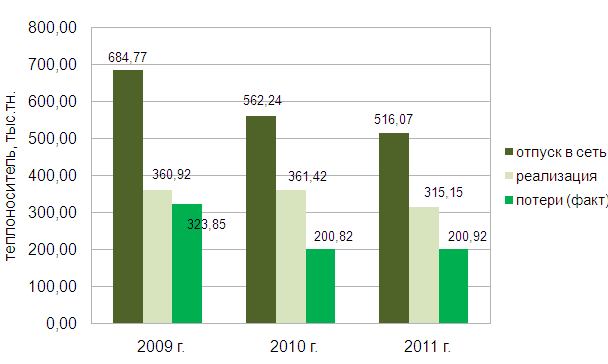 теплоноситель, тыс.тн.
800,00
700,00
600,00
500,00
400,00
300,00
200,00
100,00
0,00
684,77
360,92
323,85
562,24
361,42
200,82
516,07
315,15
200,92
2009 г.
2010 г.
2011 г.
отпуск в сеть
реализация
потери (факт)